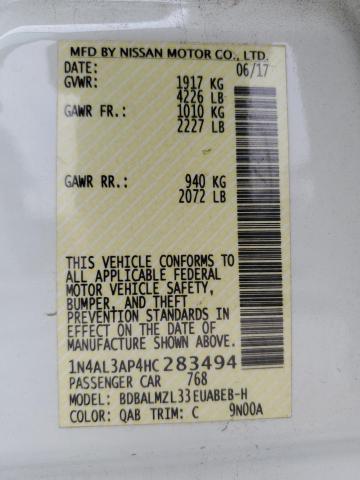 MFD BY NISSAN MOTOR CO., LTD.
DATE: 06/17
GVWR: 1917 KG
4226 LB
GAWR FR.: 1010 KG
2227 LB
GAWR RR.: 940 KG
2072 LB
THIS VEHICLE CONFORMS TO
ALL APPLICABLE FEDERAL
MOTOR VEHICLE SAFETY,
BUMPER, AND THEFT
PREVENTION STANDARDS IN
EFFECT ON THE DATE OF
MANUFACTURE SHOWN ABOVE.
1N4AL3AP4HC283494
PASSENGER CAR 768
MODEL: BDBALMZL33EUABEB-H
COLOR: QAB TRIM: C 9N00A